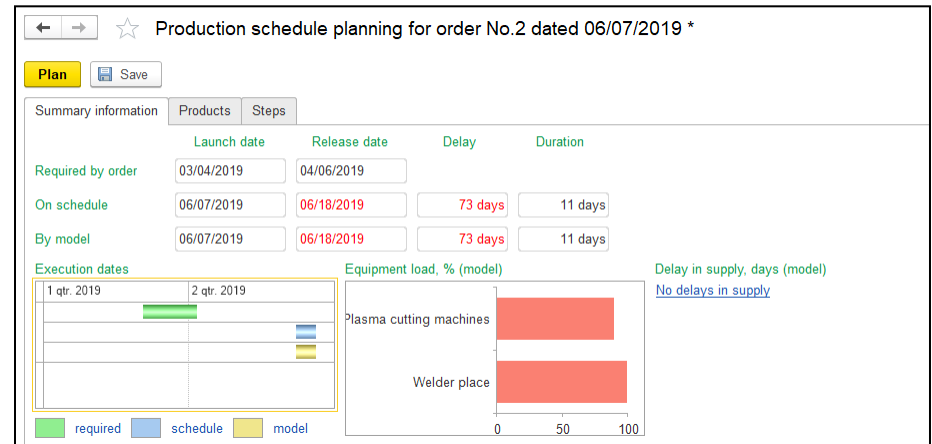 Production schedule planning for order No.2 dated 06/07/2019 *
Plan Save
Summary information Products Steps
Launch date Release date Delay Duration
Required by order 03/04/2019 04/06/2019
On schedule 06/07/2019 06/18/2019 73 days 11 days
By model 06/07/2019 06/18/2019 73 days 11 days
Execution dates Equipment load, % (model) Delay in supply, days (model)
1 qtr. 2019 2 qtr. 2019 No delays in supply
Plasma cutting machines
Welder place
0 50 100
required schedule model